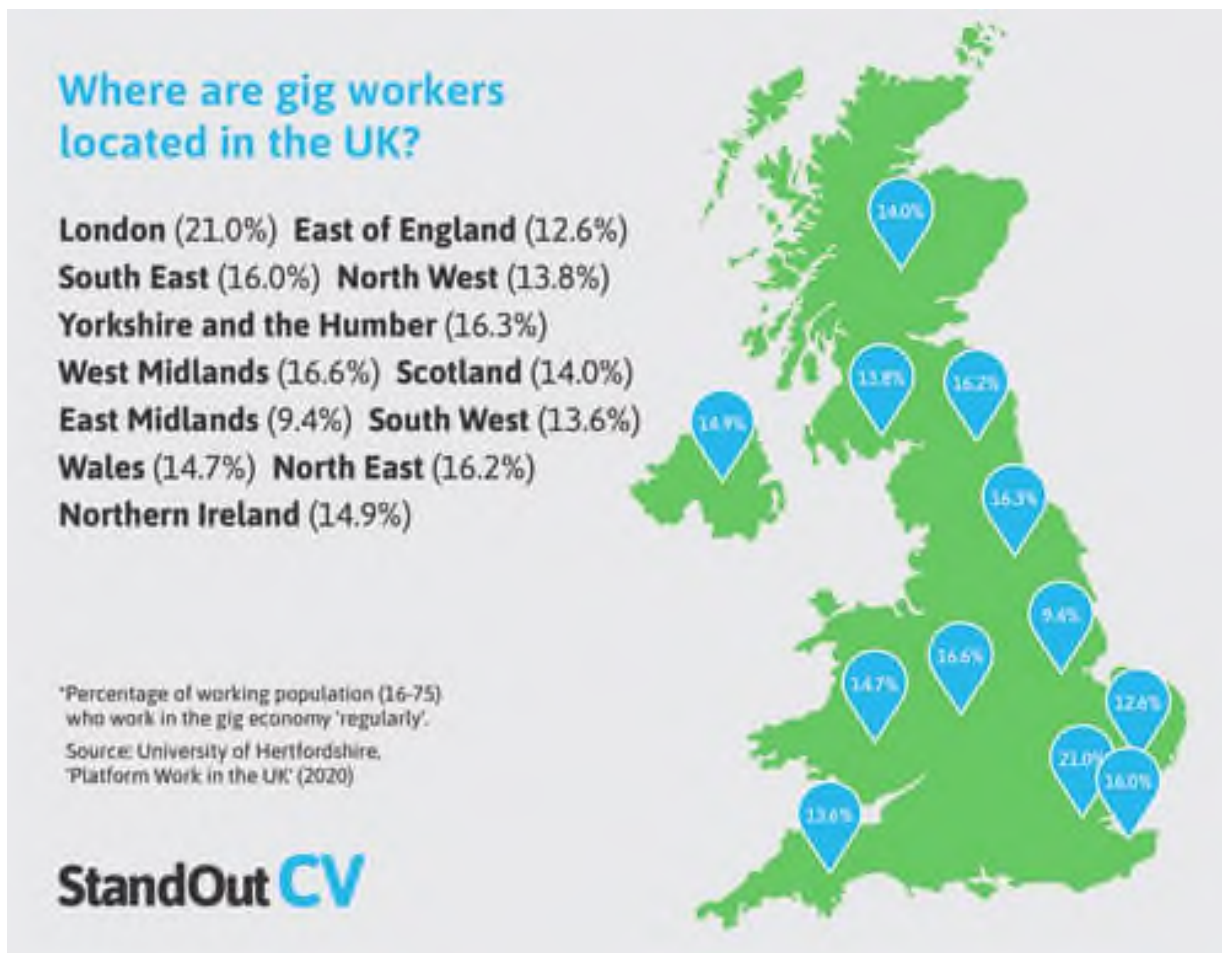 Where are gig workers
located in the UK?
London (21.0%) East of England (12.6%)
South East (16.0%) North West (13.8%)
Yorkshire and the Humber (16.3%)
West Midlands (16.6%) Scotland (14.0%)
East Midlands (9.4%) South West (13.6%)
Wales (14.7%) North East (16.2%)
Northern Ireland (14.9%)
*Percentage of working population (16-75)
who work in the gig economy 'regularly'.
Source: University of Hertfordshire,
'Platform Work in the UK' (2020)
StandOut CV
14.0%
13.8%
16.2%
14.9%
16.3%
9.4%
16.6%
14.7%
12.6%
21.0%
16.0%
13.6%